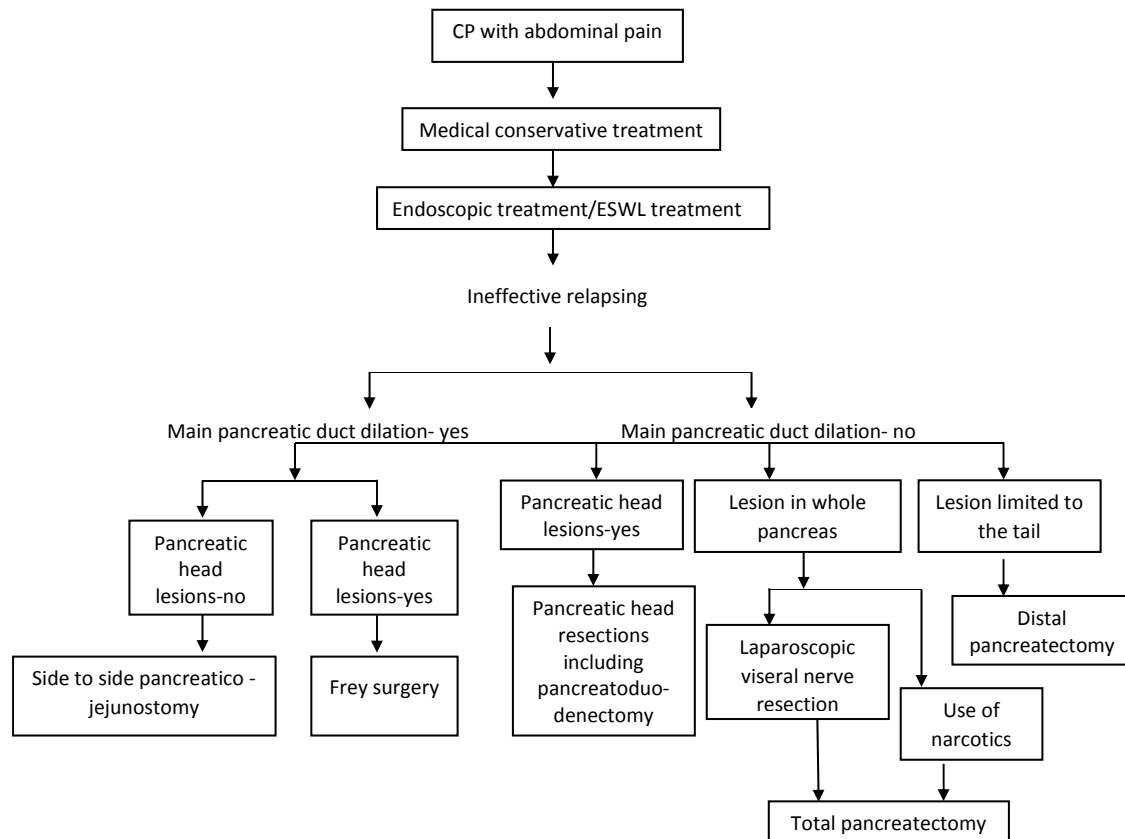 CP with abdominal pain
Medical conservative treatment
Endoscopic treatment/ESWL treatment
Ineffective relapsing
Main pancreatic duct dilation- yes
Main pancreatic duct dilation- no
Pancreatic
head
lesions-no
Pancreatic
head
lesions-yes
Pancreatic head
lesions-yes
Lesion in whole
pancreas
Lesion limited to
the tail
Side to side pancreatico -
jejunostomy
Frey surgery
Pancreatic head
resections
including
pancreatoduo-
denectomy
Laparoscopic
viseral nerve
resection
Use of
narcotics
Distal
pancreatectomy
Total pancreatectomy